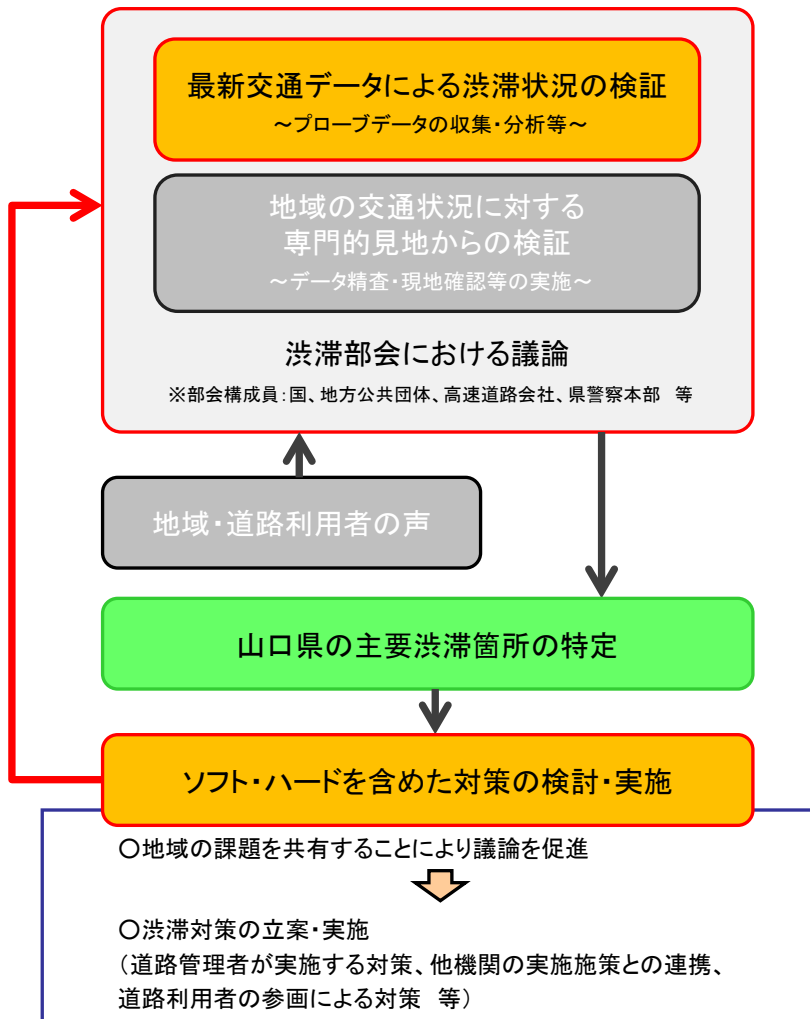 最新交通データによる渋滞状況の検証
～プローブデータの収集・分析等～
地域の交通状況に対する
専門的見地からの検証
～データ精査・現地確認等の実施～
渋滞部会における議論
※部会構成員：国、地方公共団体、高速道路会社、県警察本部　等
地域・道路利用者の声
山口県の主要渋滞箇所の特定
ソフト・ハードを含めた対策の検討・実施
○地域の課題を共有することにより議論を促進
○渋滞対策の立案・実施
（道路管理者が実施する対策、他機関の実施施策との連携、
道路利用者の参画による対策　等）